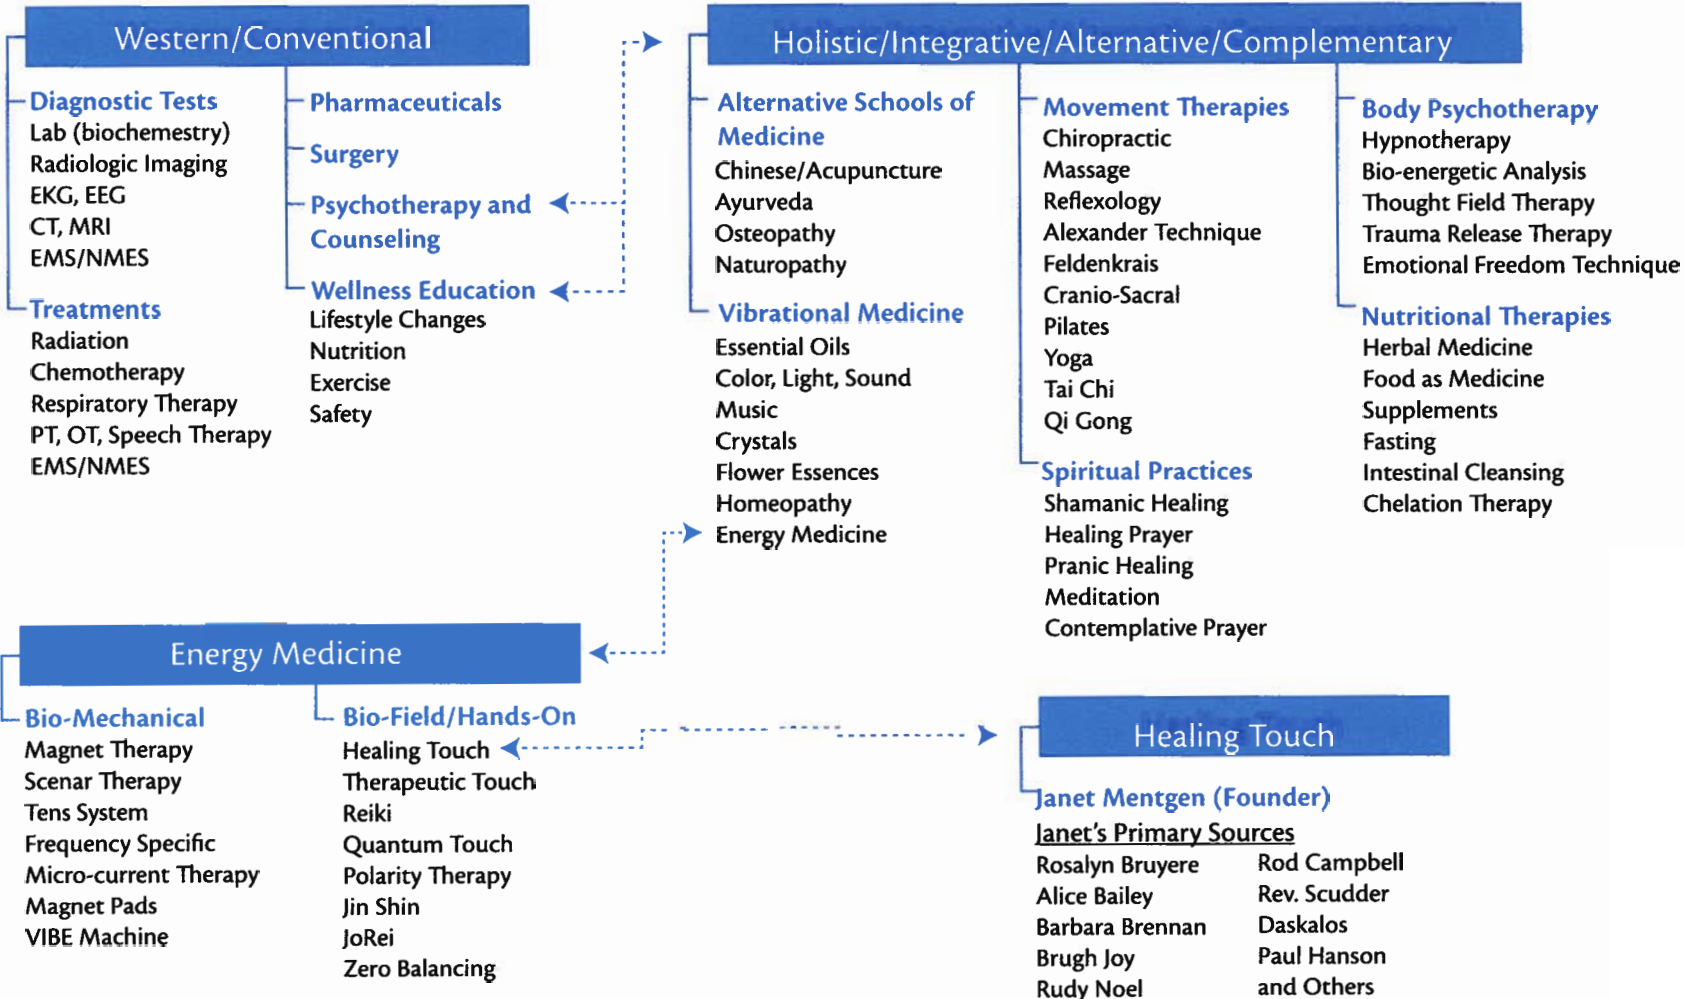 Western/Conventional
Diagnostic Tests
Lab (biochemestry)
Radiologic Imaging
EKG, EEG
CT, MRI
EMS/NMES
Treatments
Radiation
Chemotherapy
Respiratory Therapy
PT, OT, Speech Therapy
EMS/NMES
Pharmaceuticals
Surgery
Psychotherapy and
Counseling
Wellness Education
Lifestyle Changes
Nutrition
Exercise
Safety
Holistic/Integrative/Alternative/Complementary
Alternative Schools of
Medicine
Chinese/Acupuncture
Ayurveda
Osteopathy
Naturopathy
Vibrational Medicine
Essential Oils
Color, Light, Sound
Music
Crystals
Flower Essences
Homeopathy
Energy Medicine
Movement Therapies
Chiropractic
Massage
Reflexology
Alexander Technique
Feldenkrais
Cranio-Sacral
Pilates
Yoga
Tai Chi
Qi Gong
Spiritual Practices
Shamanic Healing
Healing Prayer
Pranic Healing
Meditation
Contemplative Prayer
Body Psychotherapy
Hypnotherapy
Bio-energetic Analysis
Thought Field Therapy
Trauma Release Therapy
Emotional Freedom Technique
Nutritional Therapies
Herbal Medicine
Food as Medicine
Supplements
Fasting
Intestinal Cleansing
Chelation Therapy
Energy Medicine
Bio-Mechanical
Magnet Therapy
Scenar Therapy
Tens System
Frequency Specific
Micro-current Therapy
Magnet Pads
VIBE Machine
Bio-Field/Hands-On
Healing Touch
Therapeutic Touch
Reiki
Quantum Touch
Polarity Therapy
Jin Shin
JoRei
Zero Balancing
Healing Touch
Janet Mentgen (Founder)
Janet's Primary Sources
Rosalyn Bruyere
Alice Bailey
Barbara Brennan
Brugh Joy
Rudy Noel
Rod Campbell
Rev. Scudder
Daskalos
Paul Hanson
and Others